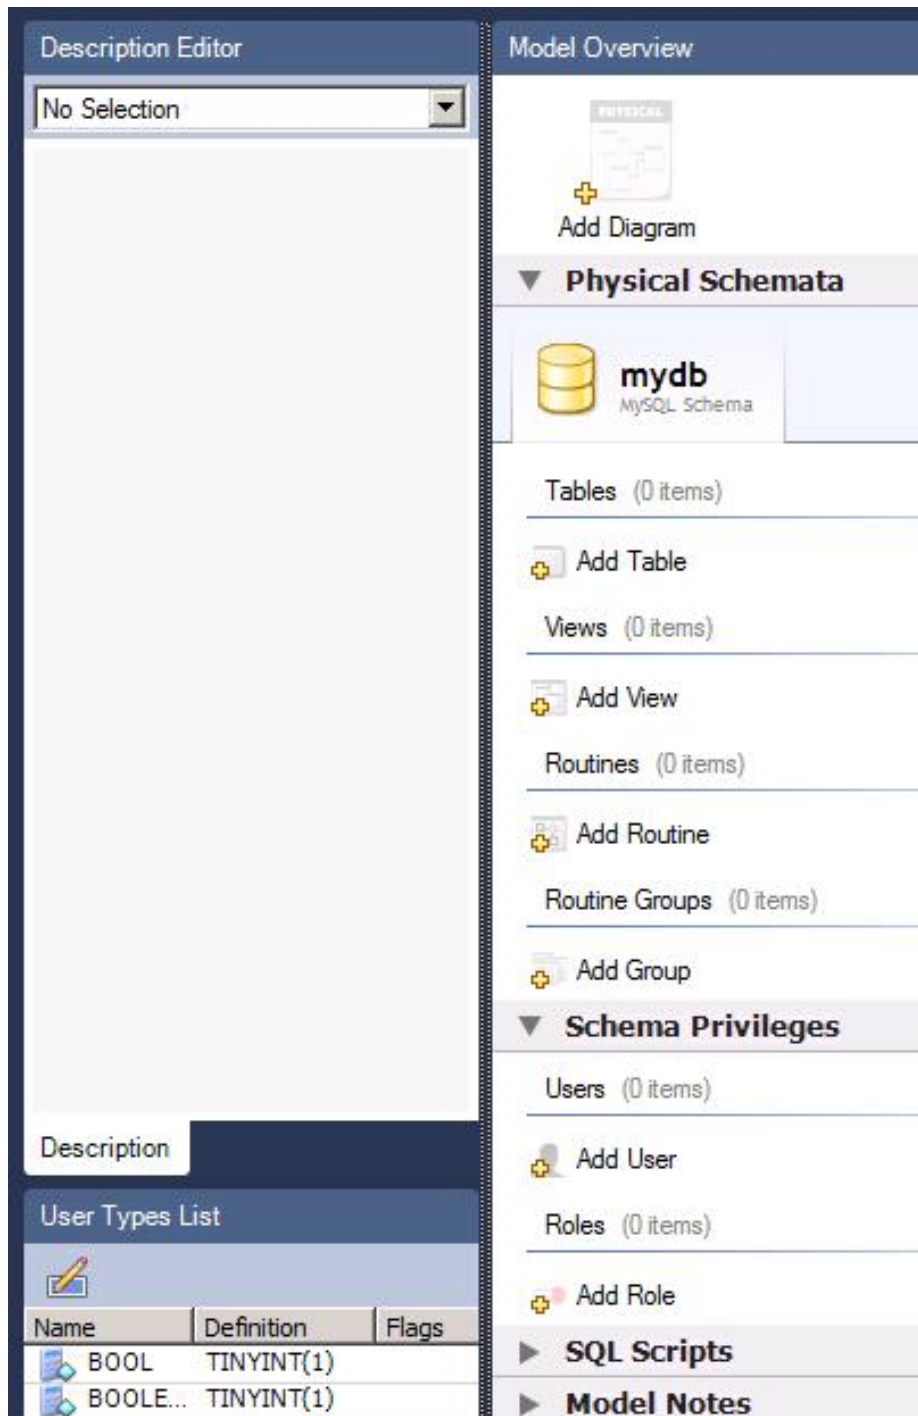 Description Editor
No Selection
Description
User Types List
Name Definition Flags
BOOL TINYINT(1)
BOOLE... TINYINT(1)
Model Overview
PHYSICAL
Add Diagram
Physical Schemata
mydb
MySQL Schema
Tables (0 items)
Add Table
Views (0 items)
Add View
Routines (0 items)
Add Routine
Routine Groups (0 items)
Add Group
Schema Privileges
Users (0 items)
Add User
Roles (0 items)
Add Role
SQL Scripts
Model Notes